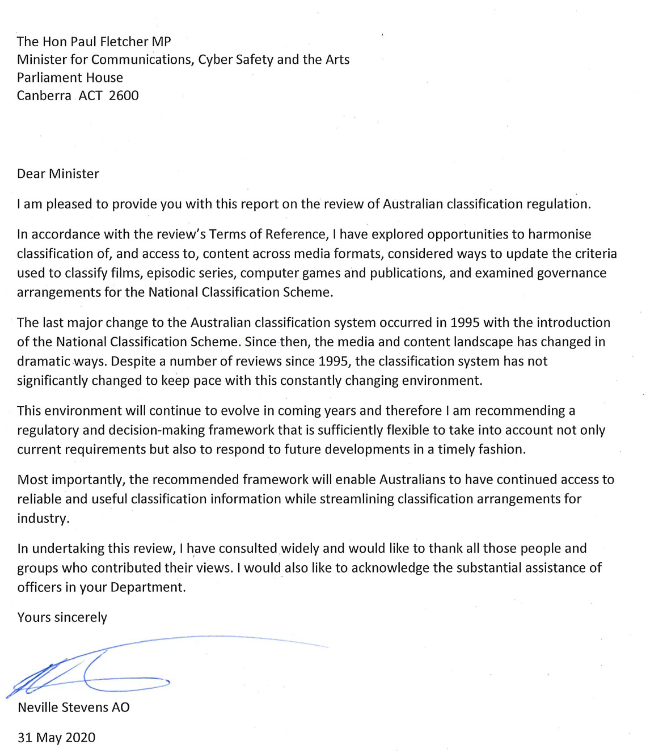 The Hon Paul Fletcher MP
Minister for Communications, Cyber Safety and the Arts
Parliament House
Canberra ACT 2600
Dear Minister
I am pleased to provide you with this report on the review of Australian classification regulation.
In accordance with the review's Terms of Reference, I have explored opportunities to harmonise
classification of, and access to, content across media formats, considered ways to update the criteria
used to classify films, episodic series, computer games and publications, and examined governance
arrangements for the National Classification Scheme.
The last major change to the Australian classification system occurred in 1995 with the introduction
of the National Classification Scheme. Since then, the media and content landscape has changed in
dramatic ways. Despite a number of reviews since 1995, the classification system has not
significantly changed to keep pace with this constantly changing environment.
This environment will continue to evolve in coming years and therefore I am recommending a
regulatory and decision-making framework that is sufficiently flexible to take into account not only
current requirements but also to respond to future developments in a timely fashion.
Most importantly, the recommended framework will enable Australians to have continued access to
reliable and useful classification information while streamlining classification arrangements for
industry.
In undertaking this review, I have consulted widely and would like to thank all those people and
groups who contributed their views. I would also like to acknowledge the substantial assistance of
officers in your Department.
Yours sincerely
Neville Stevens AO
31 May 2020